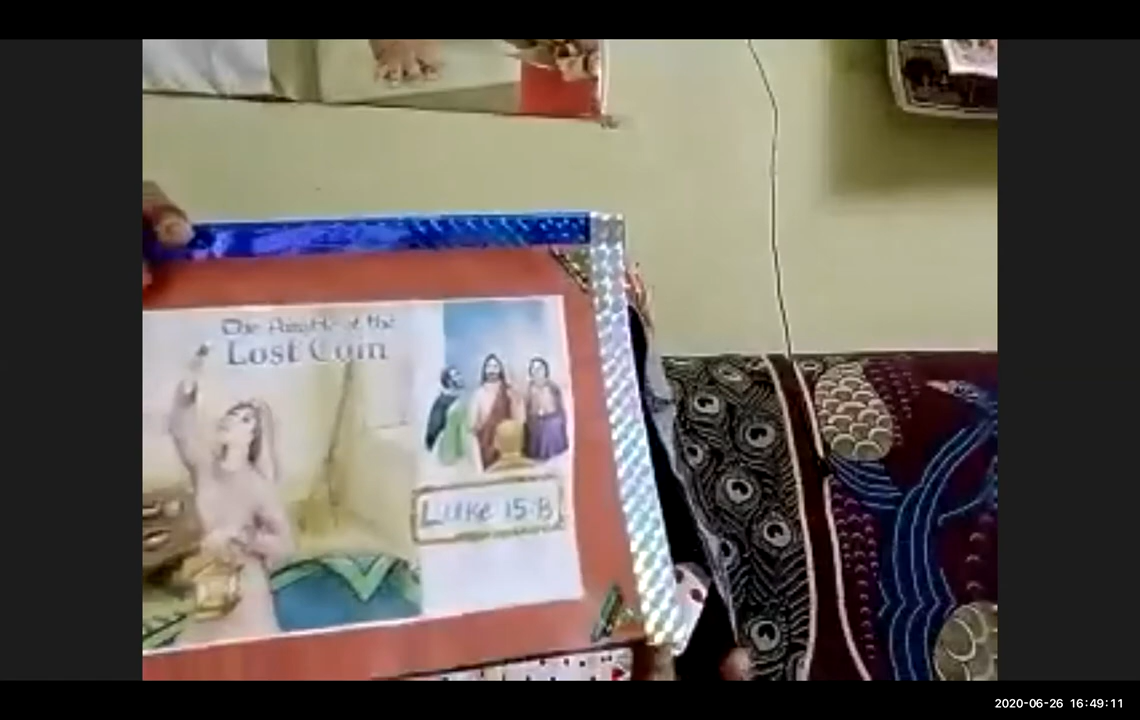 The Parable of the
Lost Coin
Luke 15:8
2020-06-26 16:49:11